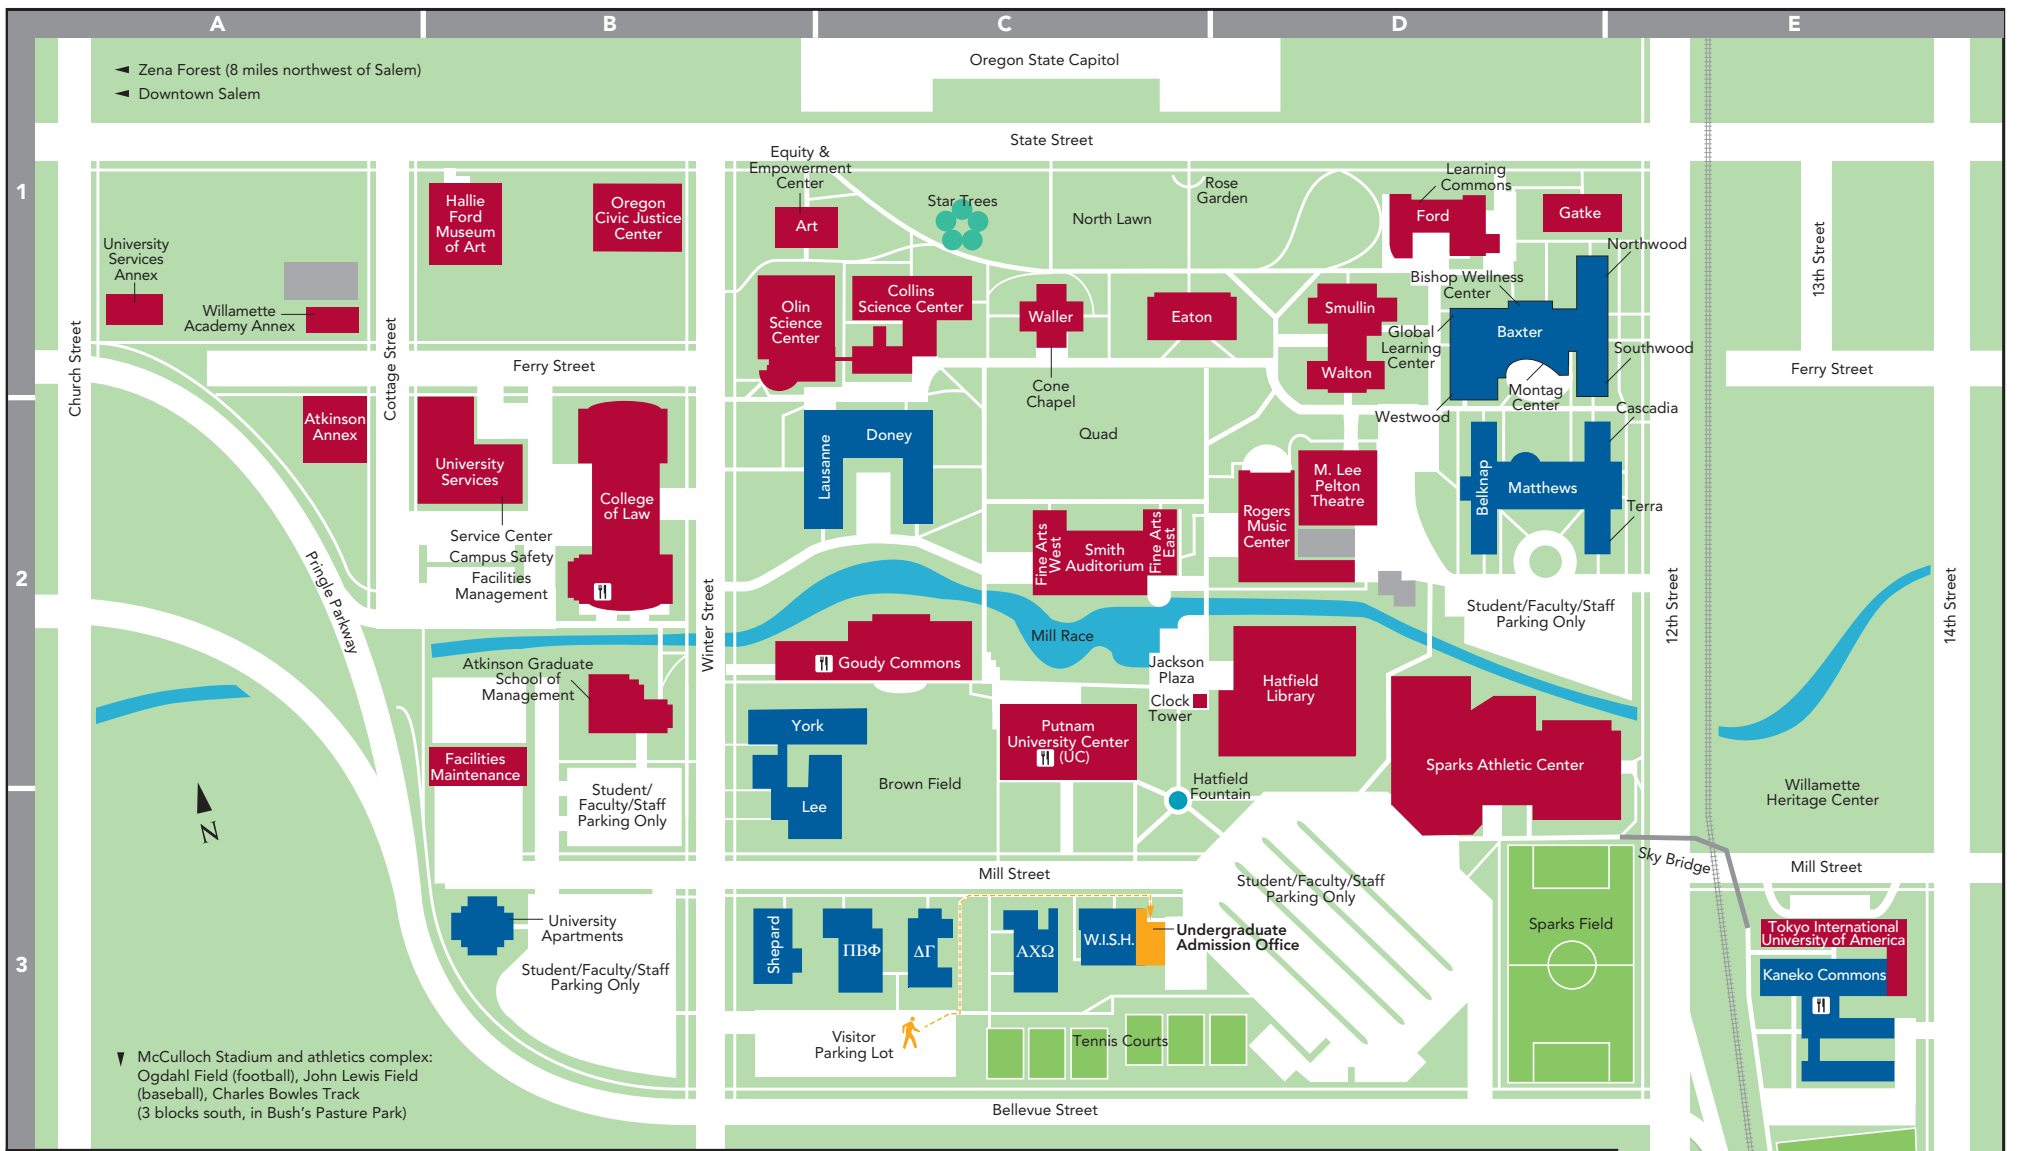 A
B
C
D
E
1
2
3
Zena Forest (8 miles northwest of Salem)
Downtown Salem
Oregon State Capitol
State Street
Equity &
Empowerment
Center
Art
Star Trees
North Lawn
Rose
Garden
Learning
Commons
Ford
Gatke
Northwood
Hallie
Ford
Museum
of Art
Oregon
Civic Justice
Center
University
Services
Annex
Willamette
Academy Annex
Church Street
Cottage Street
Ferry Street
Olin
Science
Center
Collins
Science Center
Waller
Cone
Chapel
Eaton
Smullin
Walton
Bishop Wellness
Center
Global
Learning
Center
Baxter
Montag
Center
Westwood
Southwood
Cascadia
13th Street
Ferry Street
Atkinson
Annex
University
Services
College
of Law
Service Center
Campus Safety
Facilities
Management
Lausanne
Doney
Quad
Fine Arts
West
Smith
Auditorium
Fine Arts
East
Rogers
Music
Center
M. Lee
Pelton
Theatre
Belknap
Matthews
Terra
Pringle Parkway
Winter Street
Mill Race
Student/Faculty/Staff
Parking Only
12th Street
14th Street
Atkinson Graduate
School of
Management
Goudy Commons
Jackson
Plaza
Clock
Tower
Hatfield
Library
Facilities
Maintenance
York
Lee
Brown Field
Putnam
University Center
(UC)
Hatfield
Fountain
Sparks Athletic Center
Willamette
Heritage Center
Student/
Faculty/Staff
Parking Only
N
Mill Street
Sky Bridge
Mill Street
University
Apartments
Student/Faculty/Staff
Parking Only
Shepard
ΠΒΦ
ΔΓ
ΑΧΩ
W.I.S.H.
Undergraduate
Admission Office
Student/Faculty/Staff
Parking Only
Sparks Field
Tokyo International
University of America
Kaneko Commons
Visitor
Parking Lot
Tennis Courts
McCulloch Stadium and athletics complex:
Ogdahl Field (football), John Lewis Field
(baseball), Charles Bowles Track
(3 blocks south, in Bush's Pasture Park)
Bellevue Street